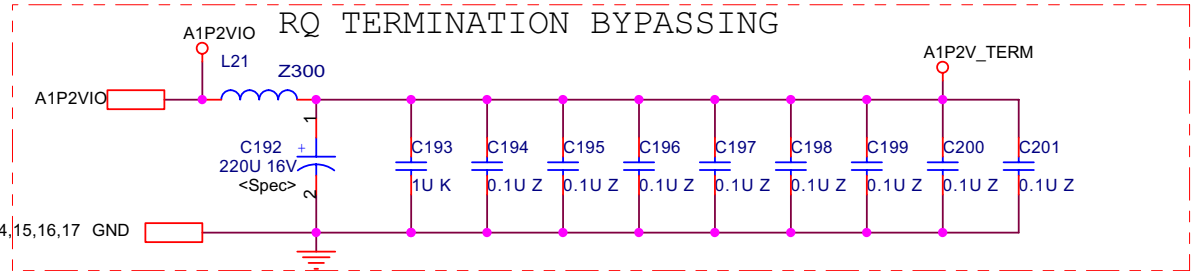 RQ TERMINATION BYPASSING
A1P2VIO
L21
Z300
A1P2V_TERM
A1P2VIO
1
C192
+
220U 16V
<Spec>
2
C193
1U K
C194
0.1U Z
C195
0.1U Z
C196
0.1U Z
C197
0.1U Z
C198
0.1U Z
C199
0.1U Z
C200
0.1U Z
C201
0.1U Z
4,15,16,17 GND